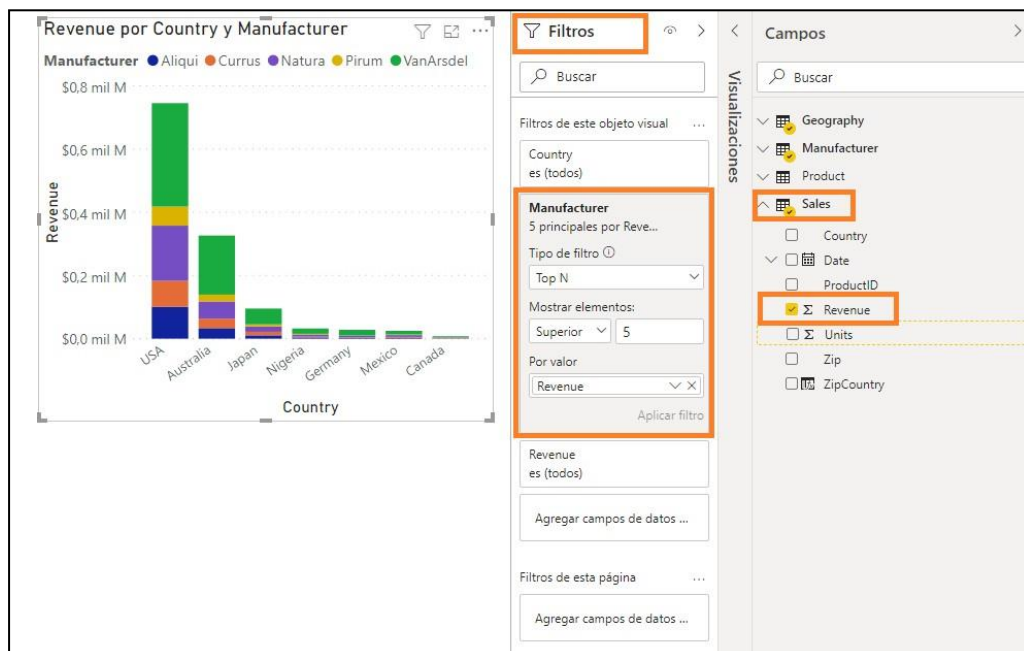 Revenue por Country y Manufacturer
Manufacturer Aliqui Currus Natura Pirum VanArsdel
$0,8 mil M
$0,6 mil M
$0,4 mil M
$0,2 mil M
$0,0 mil M
Revenue
USA
Australia
Japan
Nigeria
Germany
Mexico
Canada
Country
Filtros
Buscar
Filtros de este objeto visual ...
Country
es (todos)
Manufacturer
5 principales por Reve...
Tipo de filtro
Top N
Mostrar elementos:
Superior 5
Por valor
Revenue
Aplicar filtro
Revenue
es (todos)
Agregar campos de datos ...
Filtros de esta página ...
Agregar campos de datos ...
Visualizaciones
Campos
Buscar
Geography
Manufacturer
Product
Sales
Country
Date
ProductID
Σ Revenue
Σ Units
Zip
ZipCountry